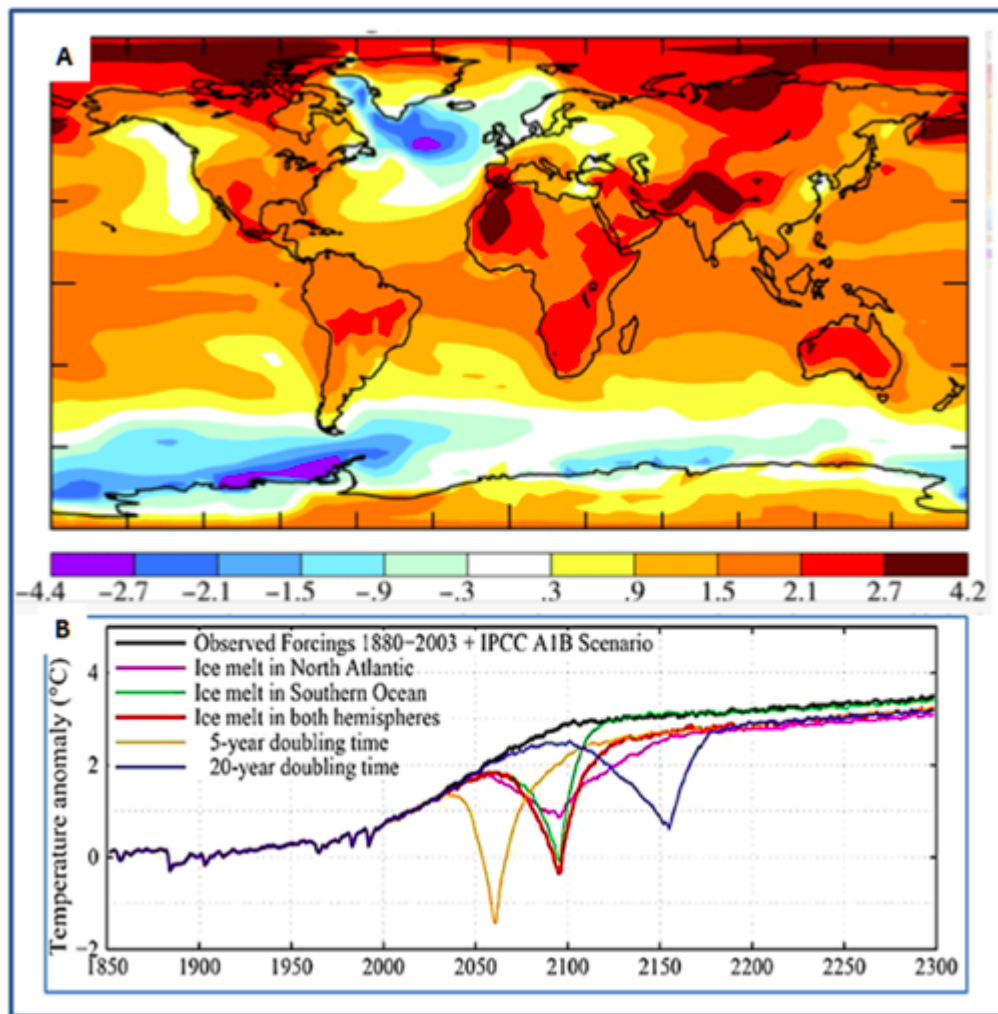 A
−4.4 −2.7 −2.1 −1.5 −.9 −.3 .3 .9 1.5 2.1 2.7 4.2
B
Observed Forcings 1880−2003 + IPCC A1B Scenario
Ice melt in North Atlantic
Ice melt in Southern Ocean
Ice melt in both hemispheres
5-year doubling time
20-year doubling time
Temperature anomaly (°C)
4
2
0
−2
1850 1900 1950 2000 2050 2100 2150 2200 2250 2300